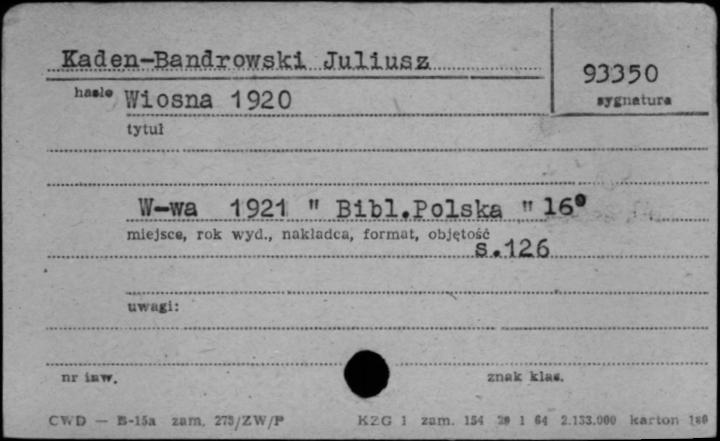 Kaden-Bandrowski Juliusz
93350
hasło
sygnatura
Wiosna 1920
tytuł
W-wa 1921 " Bibl.Polska " 16°
miejsce, rok wyd., nakładca, format, objętość
s.126
uwagi:
nr inw.
znak klas.
CWD — B-15a zam. 273/ZW/P KZG 1 zam. 154 29 1 64 2.133.000 karton